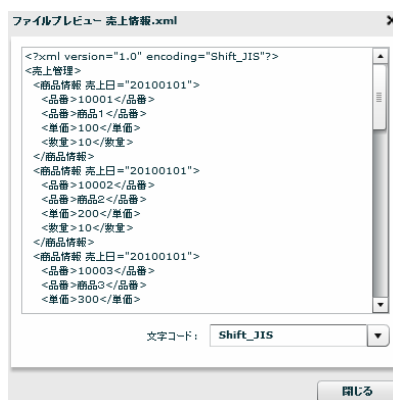 ファイルプレビュー 売上情報.xml
<?xml version="1.0" encoding="Shift_JIS"?>
<売上管理>
<商品情報 売上日="20100101">
<品番>10001</品番>
<品番>商品1</品番>
<単価>100</単価>
<数量>10</数量>
</商品情報>
<商品情報 売上日="20100101">
<品番>10002</品番>
<品番>商品2</品番>
<単価>200</単価>
<数量>10</数量>
</商品情報>
<商品情報 売上日="20100101">
<品番>10003</品番>
<品番>商品3</品番>
<単価>300</単価>
文字コード: Shift_JIS
閉じる